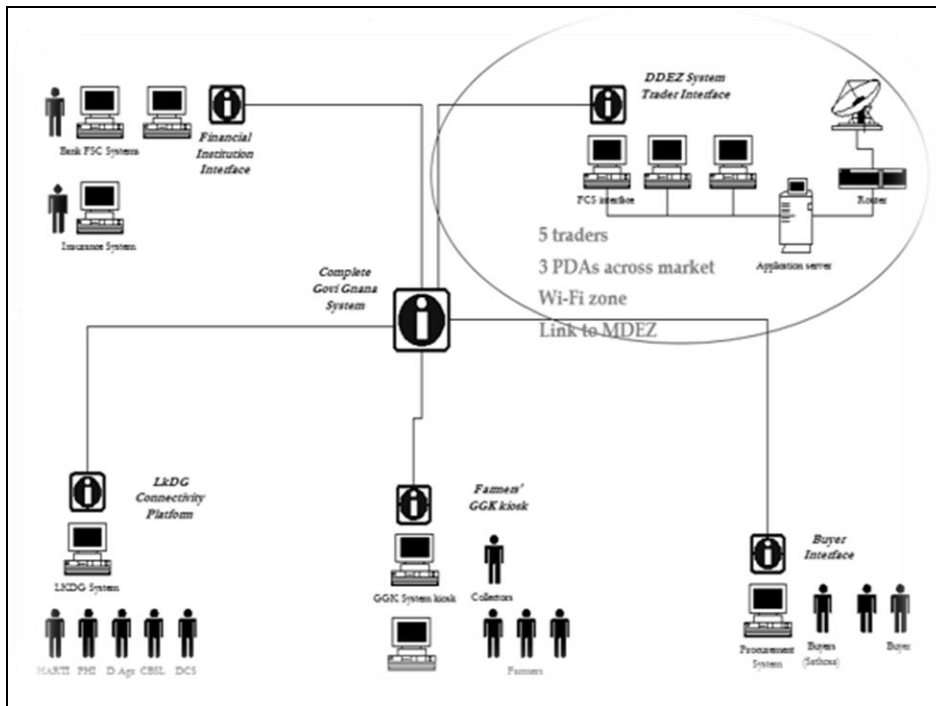 DDEZ System
Trader Interface
Financial
Institution
Interface
Bank FSC Systems
Insurance System
FCS interface
Router
Application server
5 traders
3 PDAs across market
Wi-Fi zone
Link to MDEZ
Complete
Govi Gnana
System
LkDG
Connectivity
Platform
LKDG System
HARTI PHI D Agr CBSL DCS
Farmers'
GGK kiosk
GGK System kiosk
Collectors
Farmers
Buyer
Interface
Procurement
System
Buyers
(Sathosa)
Buyer